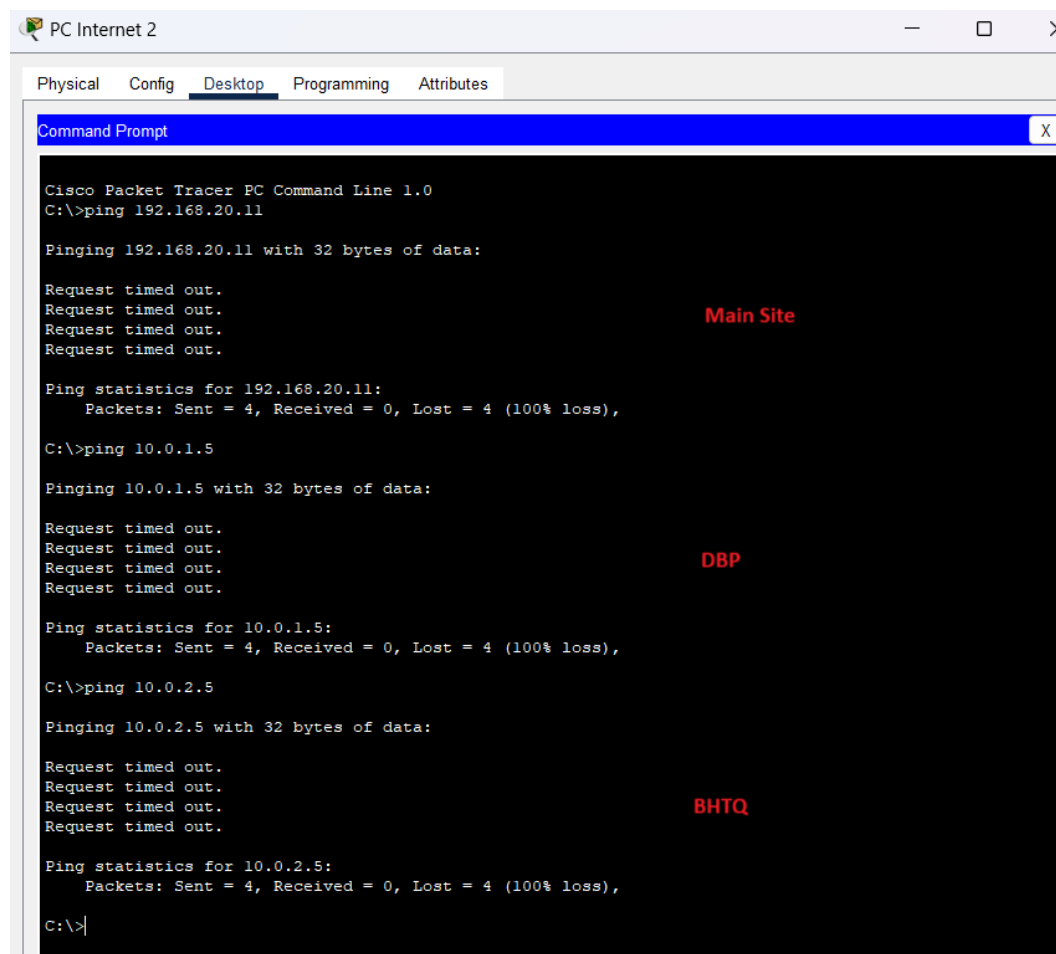 PC Internet 2
Physical Config Desktop Programming Attributes
Command Prompt
X
Cisco Packet Tracer PC Command Line 1.0
C:\>ping 192.168.20.11
Pinging 192.168.20.11 with 32 bytes of data:
Request timed out.
Request timed out.
Main Site
Request timed out.
Request timed out.
Ping statistics for 192.168.20.11:
Packets: Sent = 4, Received = 0, Lost = 4 (100% loss),
C:\>ping 10.0.1.5
Pinging 10.0.1.5 with 32 bytes of data:
Request timed out.
Request timed out.
DBP
Request timed out.
Request timed out.
Ping statistics for 10.0.1.5:
Packets: Sent = 4, Received = 0, Lost = 4 (100% loss),
C:\>ping 10.0.2.5
Pinging 10.0.2.5 with 32 bytes of data:
Request timed out.
Request timed out.
BHTQ
Request timed out.
Request timed out.
Ping statistics for 10.0.2.5:
Packets: Sent = 4, Received = 0, Lost = 4 (100% loss),
C:\>